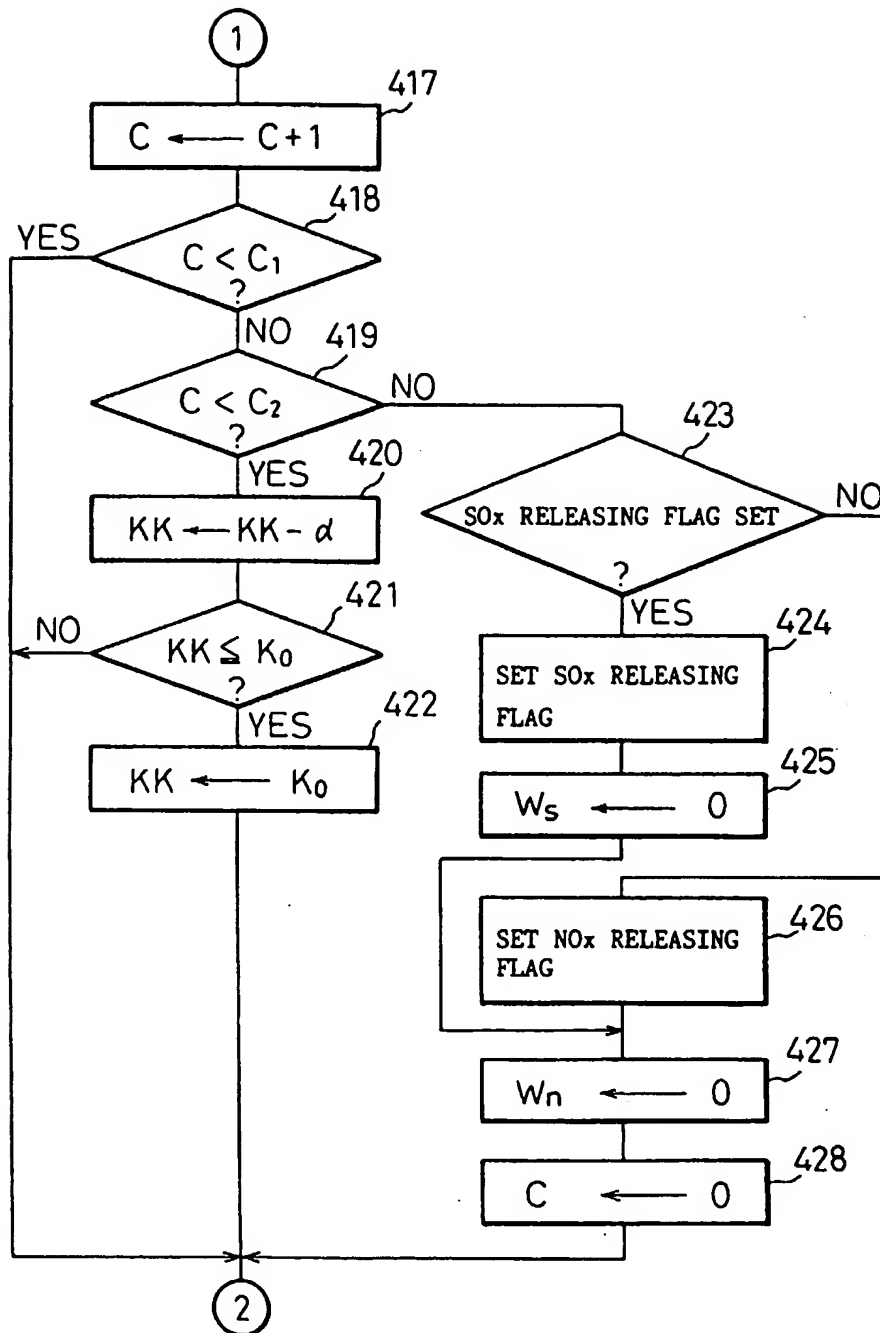 1
417
C ← C+1
418
YES
C < C₁
?
NO
419
C < C₂
?
NO
YES
423
420
KK ← KK - α
SOx RELEASING FLAG SET
?
NO
YES
421
NO
KK ≦ K₀
?
YES
424
SET SOx RELEASING
FLAG
422
KK ← K₀
425
Ws ← 0
426
SET NOx RELEASING
FLAG
427
Wn ← 0
428
C ← 0
2